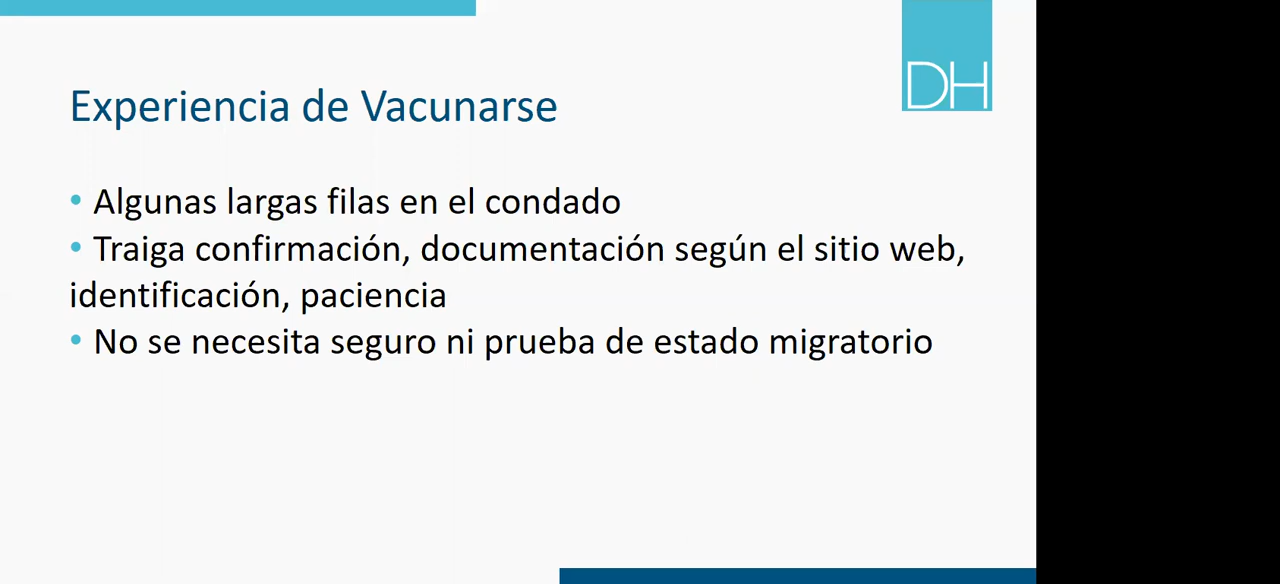 DH
Experiencia de Vacunarse
• Algunas largas filas en el condado
• Traiga confirmación, documentación según el sitio web,
identificación, paciencia
• No se necesita seguro ni prueba de estado migratorio